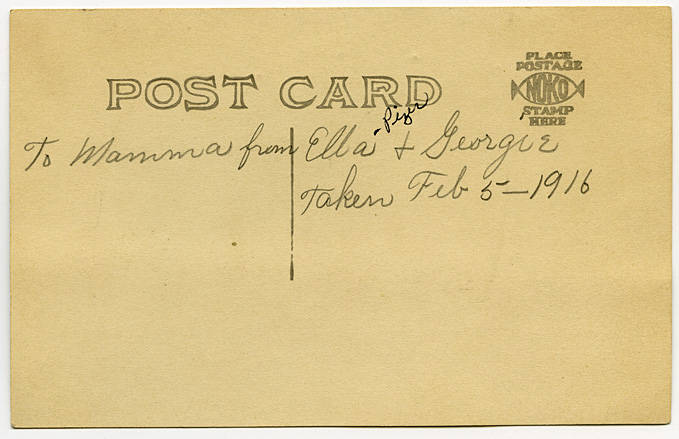 PLACE
POSTAGE
NOKO
STAMP
HERE
POST CARD
-Pizer
To Mamma from Ella & Georgie
Taken Feb 5-1916